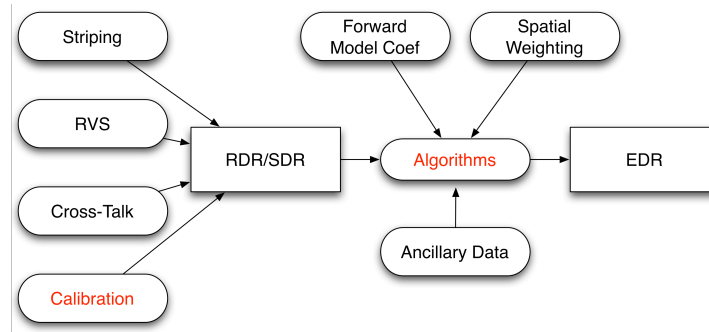 Striping
Forward
Model Coef
Spatial
Weighting
RVS
RDR/SDR
Algorithms
EDR
Cross-Talk
Ancillary Data
Calibration